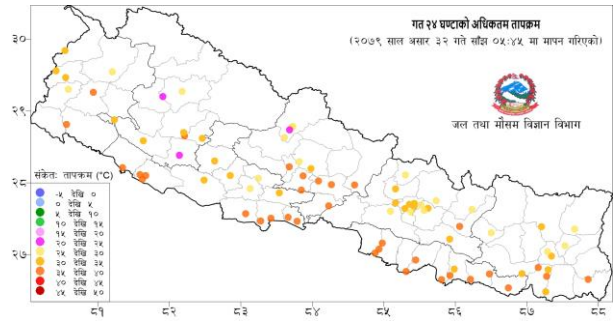 गत २४ घण्टाको अधिकतम तापक्रम
(२०७९ साल असार ३२ गते साँझ ०५:४५ मा मापन गरिएको)
जल तथा मौसम विज्ञान विभाग
३०
२९
२८
२७
संकेतः तापक्रम (°C)
-५ देखि ०
० देखि ५
५ देखि १०
१० देखि १५
१५ देखि २०
२० देखि २५
२५ देखि ३०
३० देखि ३५
३५ देखि ४०
४० देखि ४५
४५ देखि ५०
८१ ८२ ८३ ८४ ८५ ८६ ८७ ८८